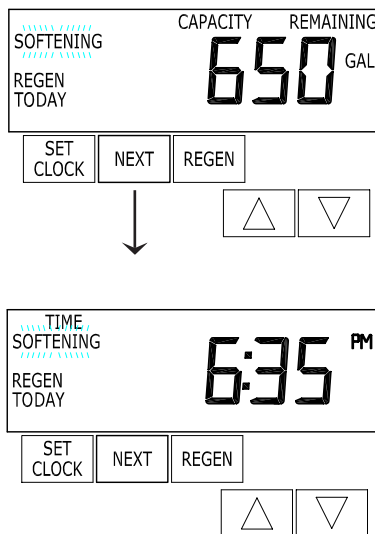 CAPACITY REMAINING
SOFTENING
650 GAL
REGEN
TODAY
SET
CLOCK
NEXT
REGEN
TIME
SOFTENING
6:35 PM
REGEN
TODAY
SET
CLOCK
NEXT
REGEN